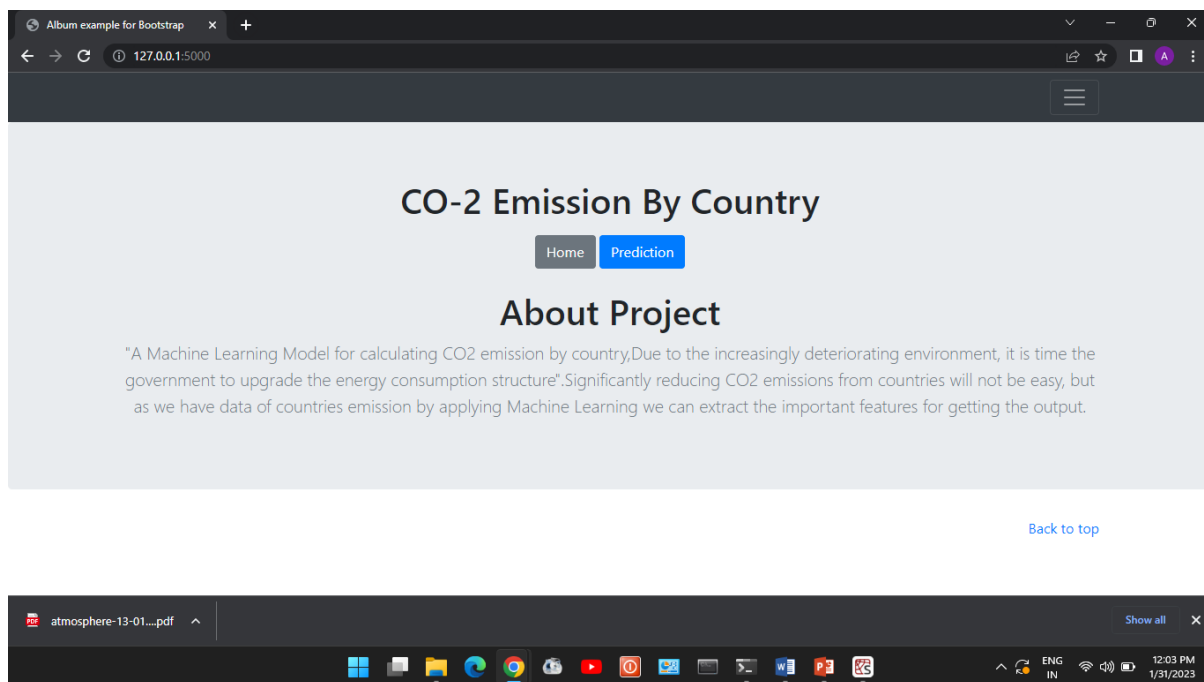 Album example for Bootstrap
127.0.0.1:5000
A
CO-2 Emission By Country
Home Prediction
About Project
"A Machine Learning Model for calculating CO2 emission by country,Due to the increasingly deteriorating environment, it is time the
government to upgrade the energy consumption structure".Significantly reducing CO2 emissions from countries will not be easy, but
as we have data of countries emission by applying Machine Learning we can extract the important features for getting the output.
Back to top
PDF atmosphere-13-01....pdf Show all
ENG 12:03 PM
IN 1/31/2023